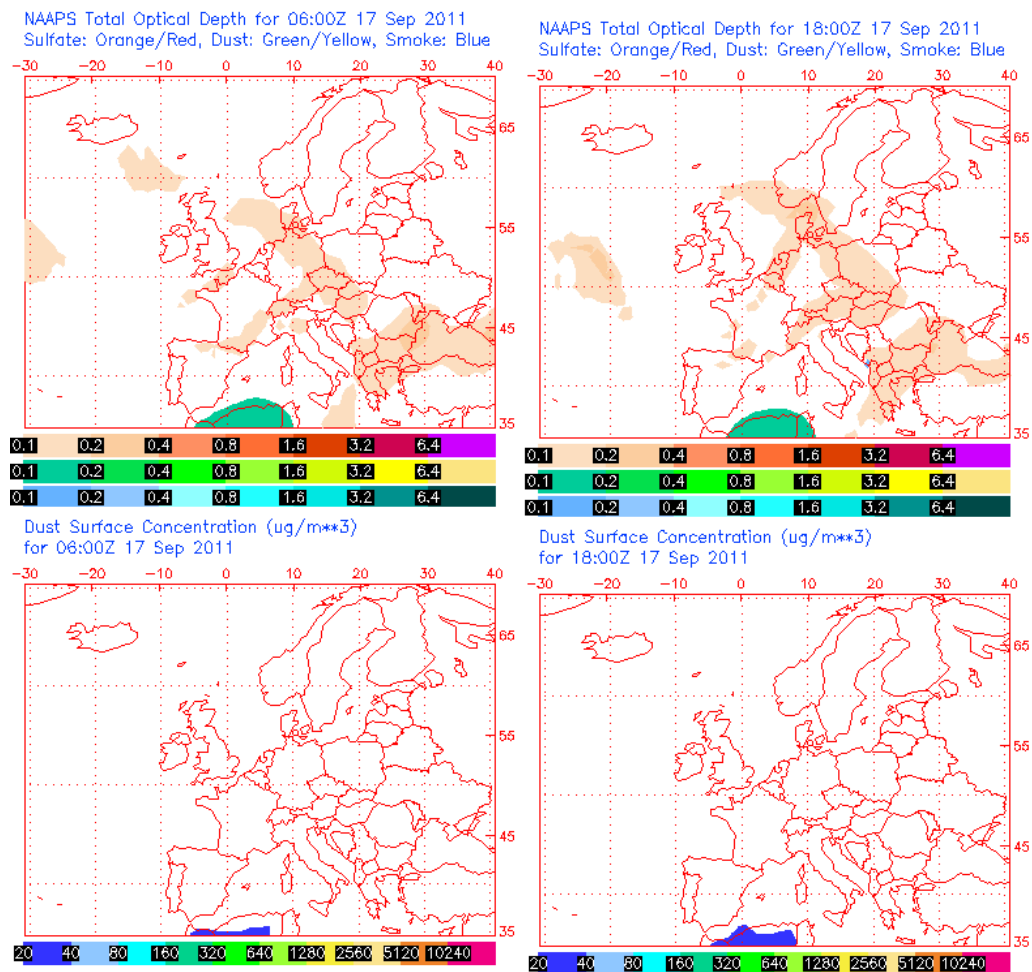 NAAPS Total Optical Depth for 06:00Z 17 Sep 2011
Sulfate: Orange/Red, Dust: Green/Yellow, Smoke: Blue
-30 -20 -10 0 10 20 30 40
65
55
45
35
0.1 0.2 0.4 0.8 1.6 3.2 6.4
0.1 0.2 0.4 0.8 1.6 3.2 6.4
0.1 0.2 0.4 0.8 1.6 3.2 6.4
NAAPS Total Optical Depth for 18:00Z 17 Sep 2011
Sulfate: Orange/Red, Dust: Green/Yellow, Smoke: Blue
-30 -20 -10 0 10 20 30 40
65
55
45
35
0.1 0.2 0.4 0.8 1.6 3.2 6.4
0.1 0.2 0.4 0.8 1.6 3.2 6.4
0.1 0.2 0.4 0.8 1.6 3.2 6.4
Dust Surface Concentration (ug/m**3)
for 06:00Z 17 Sep 2011
-30 -20 -10 0 10 20 30 40
65
55
45
35
20 40 80 160 320 640 1280 2560 5120 10240
Dust Surface Concentration (ug/m**3)
for 18:00Z 17 Sep 2011
-30 -20 -10 0 10 20 30 40
65
55
45
35
20 40 80 160 320 640 1280 2560 5120 10240